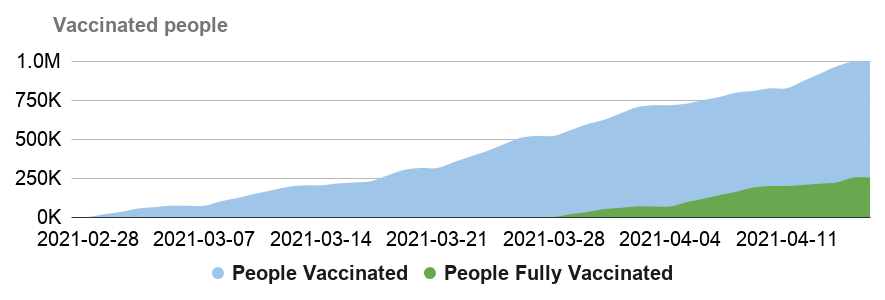 Vaccinated people
1.0M
750K
500K
250K
0K
2021-02-28 2021-03-07 2021-03-14 2021-03-21 2021-03-28 2021-04-04 2021-04-11
People Vaccinated People Fully Vaccinated